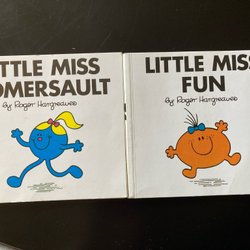 ITTLE MISS
OMERSAULT
by Roger Hargreaves
LITTLE MISS
FUN
by Roger Hargreaves